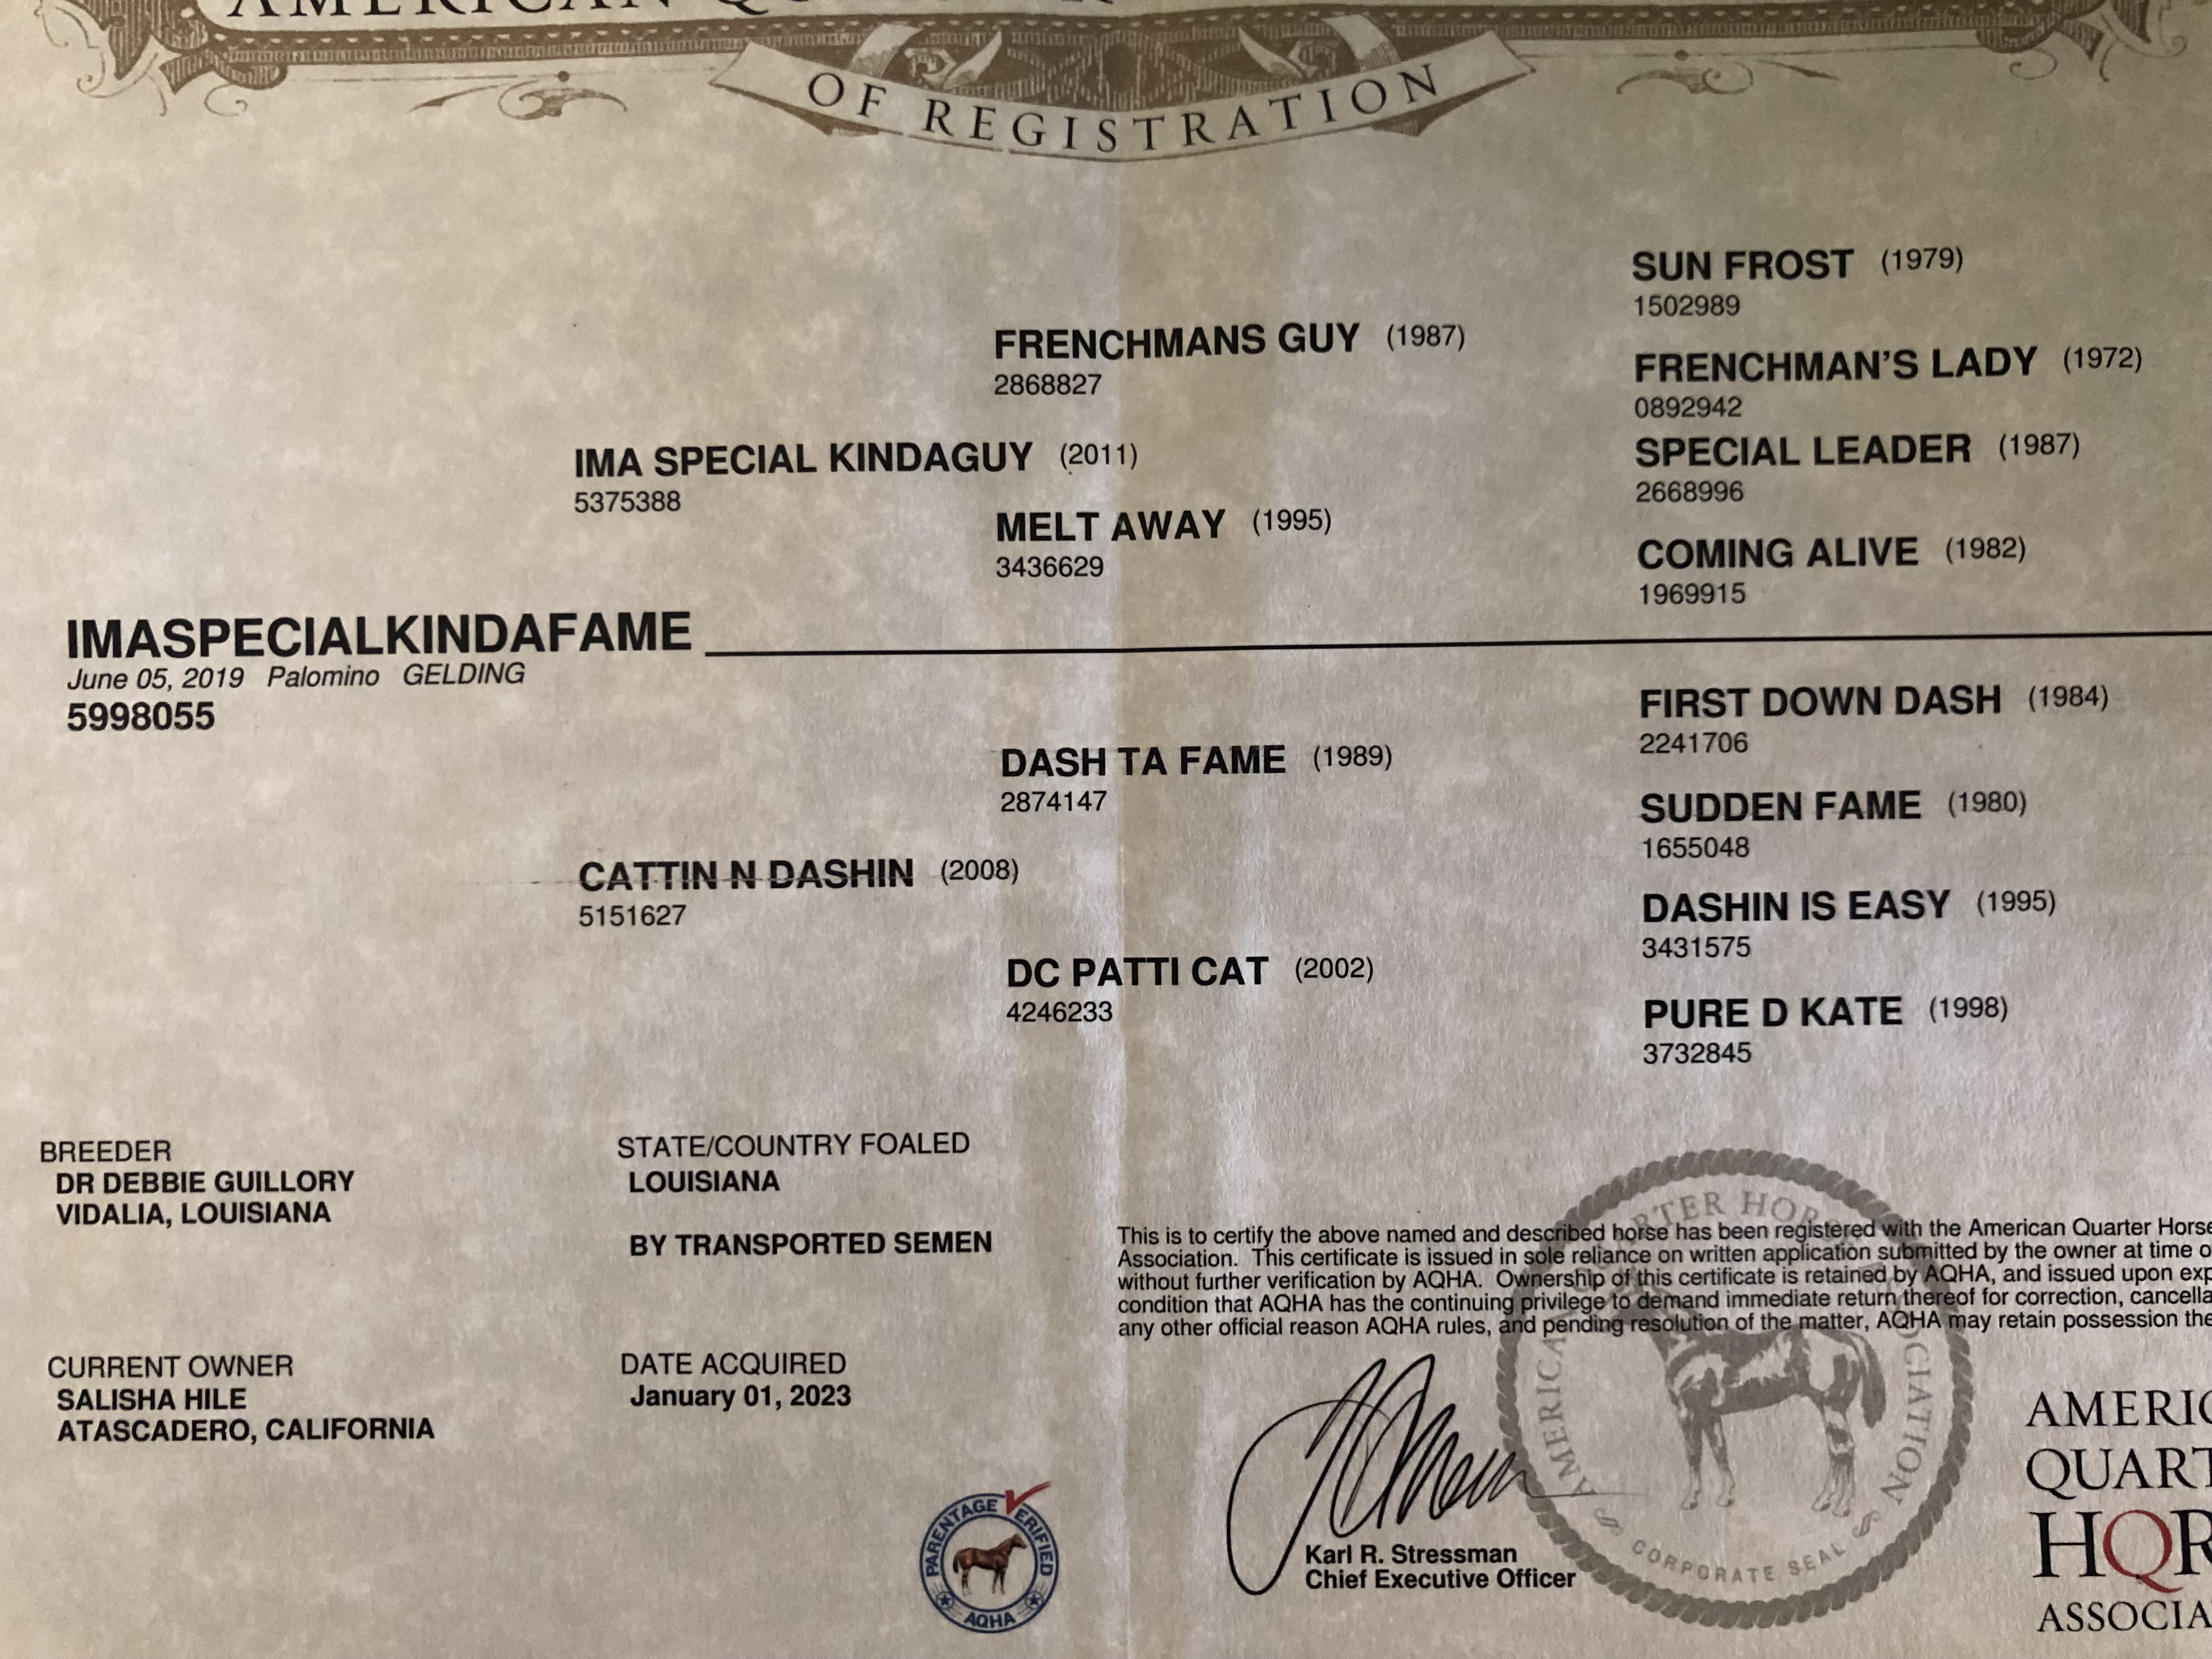 AMERICAN
OF REGISTRATION
SUN FROST (1979)
1502989
FRENCHMANS GUY (1987)
2868827
FRENCHMAN'S LADY (1972)
0892942
IMA SPECIAL KINDAGUY (2011)
5375388
SPECIAL LEADER (1987)
2668996
MELT AWAY (1995)
3436629
COMING ALIVE (1982)
1969915
IMASPECIALKINDAFAME
June 05, 2019 Palomino GELDING
5998055
FIRST DOWN DASH (1984)
2241706
DASH TA FAME (1989)
2874147
SUDDEN FAME (1980)
1655048
CATTIN N DASHIN (2008)
5151627
DASHIN IS EASY (1995)
3431575
DC PATTI CAT (2002)
4246233
PURE D KATE (1998)
3732845
BREEDER
DR DEBBIE GUILLORY
VIDALIA, LOUISIANA
STATE/COUNTRY FOALED
LOUISIANA
BY TRANSPORTED SEMEN
This is to certify the above named and described horse has been registered with the American Quarter Horse
Association. This certificate is issued in sole reliance on written application submitted by the owner at time o
without further verification by AQHA. Ownership of this certificate is retained by AQHA, and issued upon exp
condition that AQHA has the continuing privilege to demand immediate return thereof for correction, cancella
any other official reason AQHA rules, and pending resolution of the matter, AQHA may retain possession the
CURRENT OWNER
SALISHA HILE
ATASCADERO, CALIFORNIA
DATE ACQUIRED
January 01, 2023
PARENTAGE VERIFIED
AQHA
Karl R. Stressman
Chief Executive Officer
CORPORATE SEAL
AMERIC
QUART
HOR
ASSOCIA